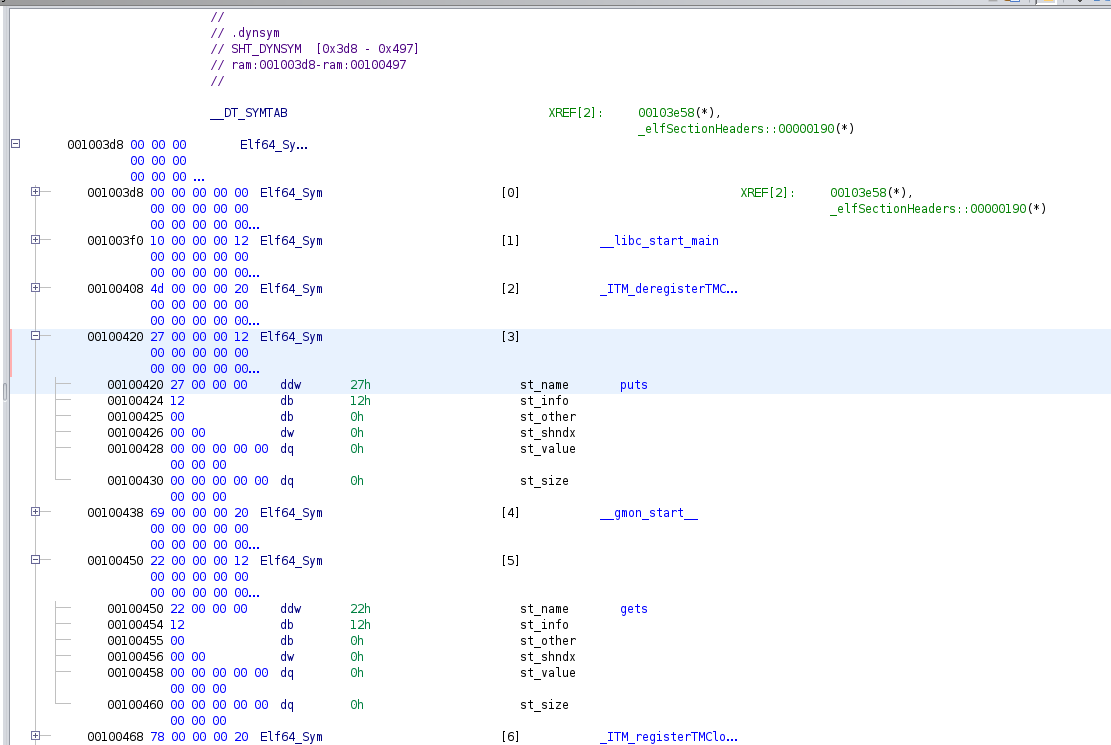 //
// .dynsym
// SHT_DYNSYM [0x3d8 - 0x497]
// ram:001003d8-ram:00100497
//
__DT_SYMTAB XREF[2]: 00103e58(*),
_elfSectionHeaders::00000190(*)
001003d8 00 00 00 Elf64_Sy...
00 00 00
00 00 00 ...
001003d8 00 00 00 00 00 Elf64_Sym [0] XREF[2]: 00103e58(*),
00 00 00 00 00 _elfSectionHeaders::00000190(*)
00 00 00 00 00...
001003f0 10 00 00 00 12 Elf64_Sym [1] __libc_start_main
00 00 00 00 00
00 00 00 00 00...
00100408 4d 00 00 00 20 Elf64_Sym [2] _ITM_deregisterTMC...
00 00 00 00 00
00 00 00 00 00...
00100420 27 00 00 00 12 Elf64_Sym [3]
00 00 00 00 00
00 00 00 00 00...
00100420 27 00 00 00 ddw 27h st_name puts
00100424 12 db 12h st_info
00100425 00 db 0h st_other
00100426 00 00 dw 0h st_shndx
00100428 00 00 00 00 00 dq 0h st_value
00 00 00
00100430 00 00 00 00 00 dq 0h st_size
00 00 00
00100438 69 00 00 00 20 Elf64_Sym [4] __gmon_start__
00 00 00 00 00
00 00 00 00 00...
00100450 22 00 00 00 12 Elf64_Sym [5]
00 00 00 00 00
00 00 00 00 00...
00100450 22 00 00 00 ddw 22h st_name gets
00100454 12 db 12h st_info
00100455 00 db 0h st_other
00100456 00 00 dw 0h st_shndx
00100458 00 00 00 00 00 dq 0h st_value
00 00 00
00100460 00 00 00 00 00 dq 0h st_size
00 00 00
00100468 78 00 00 00 20 Elf64_Sym [6] _ITM_registerTMClo...